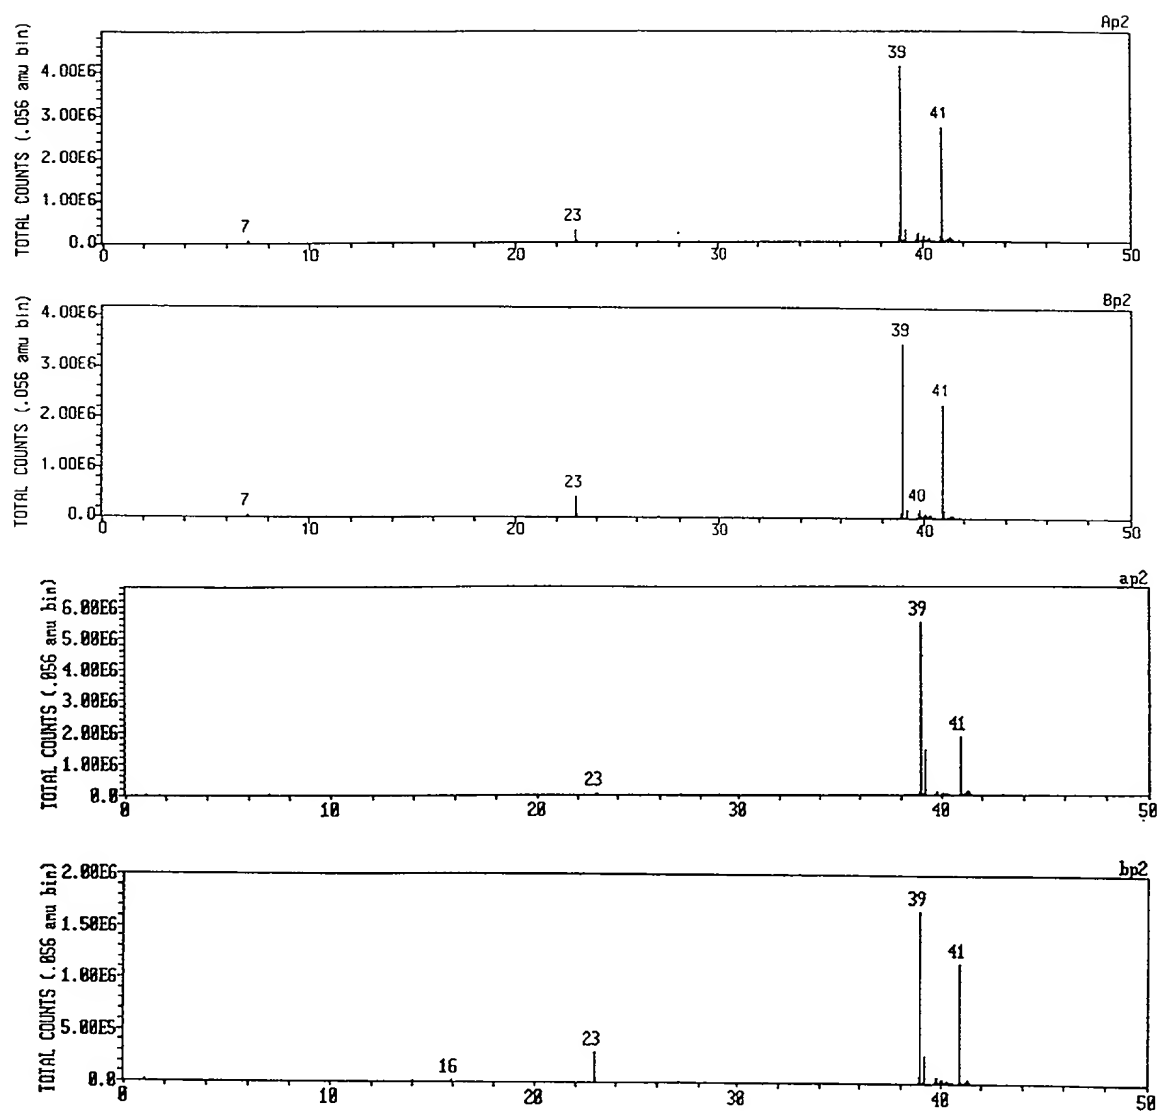 Ap2
TOTAL COUNTS (.056 amu bin)
4.00E6
3.00E6
2.00E6
1.00E6
0.0
7
23
39
41
0 10 20 30 40 50
Bp2
TOTAL COUNTS (.056 amu bin)
4.00E6
3.00E6
2.00E6
1.00E6
0.0
7
23
39
40
41
0 10 20 30 40 50
ap2
TOTAL COUNTS (.056 amu bin)
6.00E6
5.00E6
4.00E6
3.00E6
2.00E6
1.00E6
0.0
23
39
41
0 10 20 30 40 50
bp2
TOTAL COUNTS (.056 amu bin)
2.00E6
1.50E6
1.00E6
5.00E5
0.0
16
23
39
41
0 10 20 30 40 50